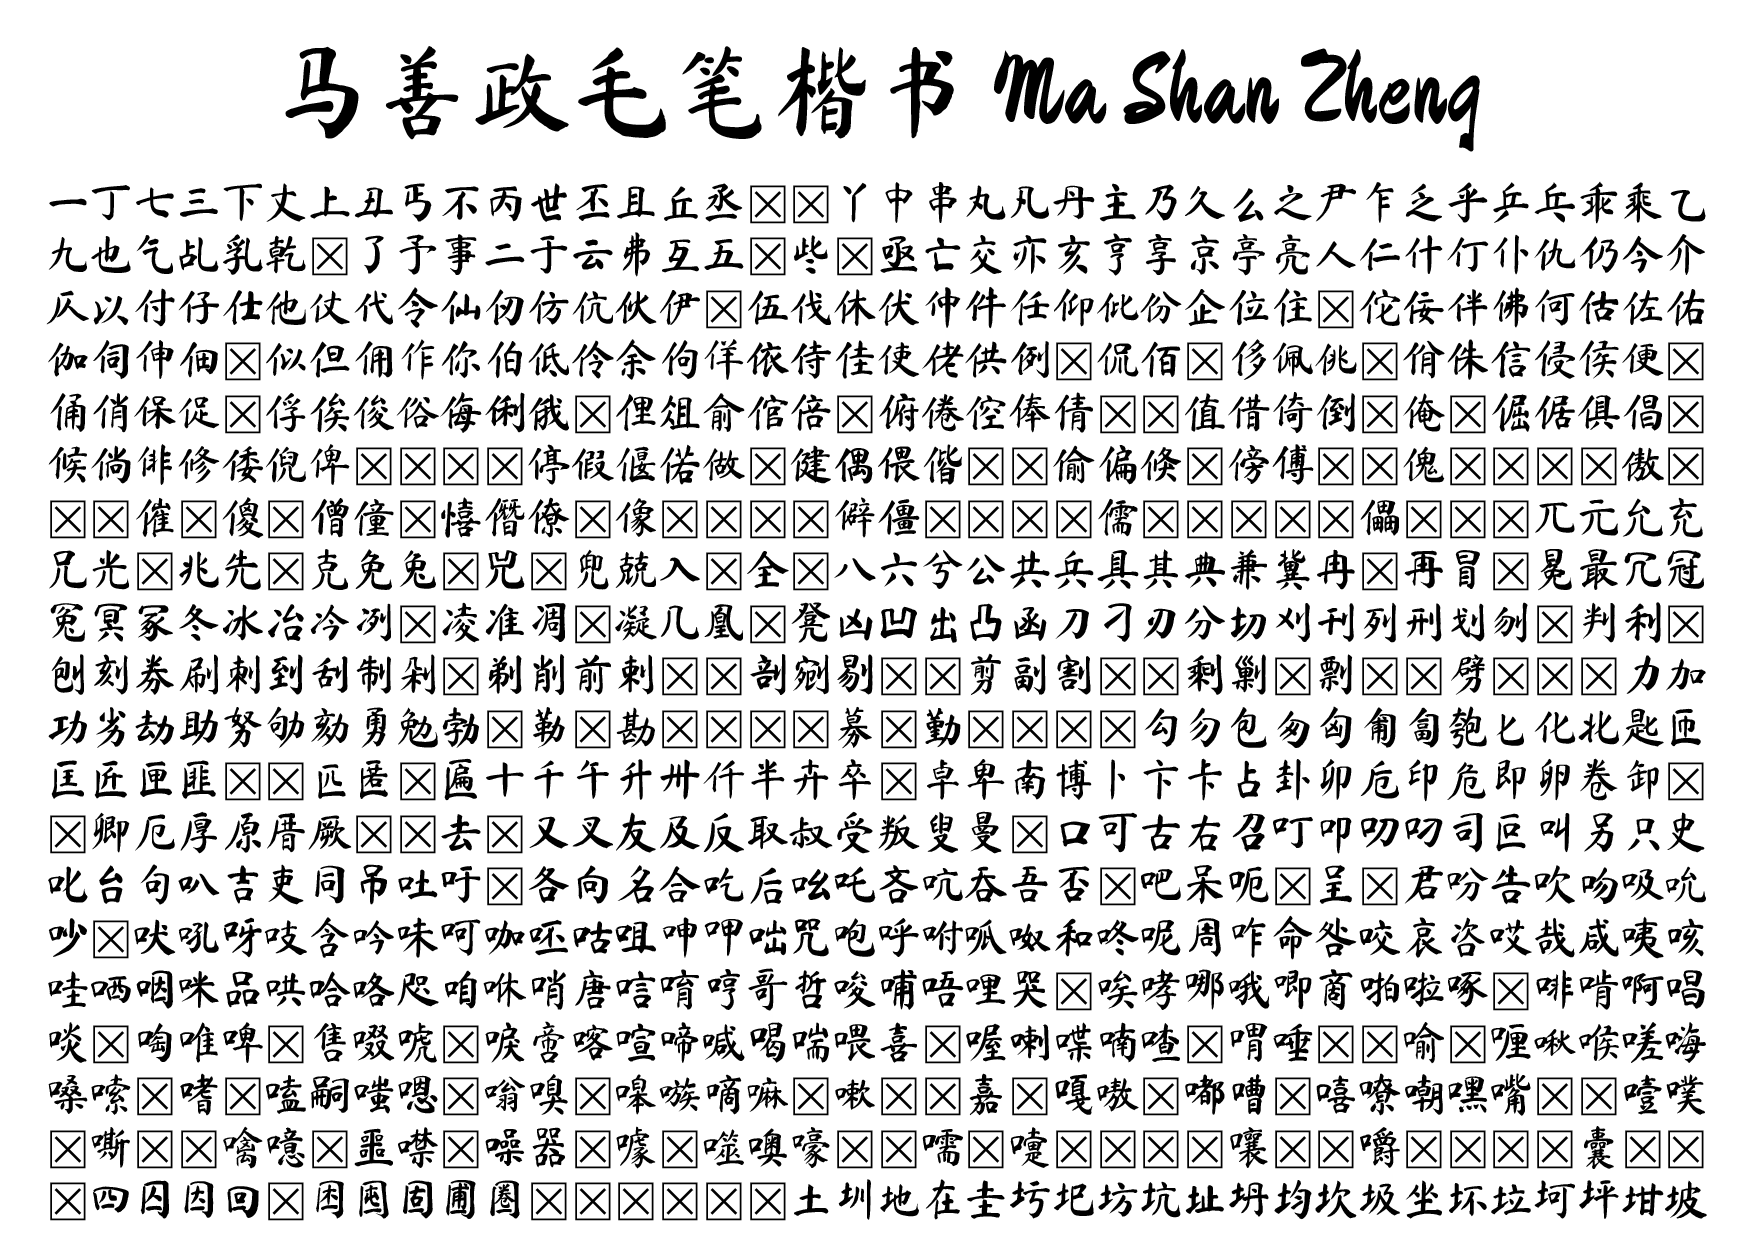 马善政毛笔楷书 Ma Shan Zheng
一丁七三下丈上丑丐不丙世丕且丘丞丫中串丸凡丹主乃久么之尹乍乏乎乒乓乖乘乙
九也乞乩乳乾了予事二于云弗互五些亟亡交亦亥亨享京亭亮人仁什仃仆仇仍今介
仄以付仔仕他仗代令仙仞仿伉伙伊伍伐休伏仲件任仰仳份企位住佗佞伴佛何估佐佑
伽伺伸佃似但佣作你伯低伶余佝佯依侍佳使佬供例侃佰侈佩佻佾侏信侵侯便
俑俏保促俘俟俊俗侮俐俄俚俎俞倌倍俯倦倥俸倩值借倚倒俺倔倨俱倡
候倘俳修倭倪俾停假偃偌做健偶偎偕偷偏倏傍傅傀傲
催傻僧僮僖僭僚像僻僵儒儡兀元允充
兄光兆先克免兔兕兜兢入全八六兮公共兵具其典兼冀冉再冒冕最冗冠
冤冥冢冬冰冶冷冽凌准凋凝几凰凳凶凹出凸函刀刁刃分切刈刊列刑划刎判利
刨刻券刷刺到刮制剁剃削前剌剖剜剔剪副割剩剿剽劈力加
功劣劫助努劬劾勇勉勃勒勘募勤勾勿包匆匈匍匐匏匕化北匙匝
匡匠匣匪匹匿匾十千午升卅仟半卉卒卓卑南博卜卞卡占卦卯卮印危即卵卷卸
卿厄厚原厝厥去又叉友及反取叔受叛叟曼口可古右召叮叩叨叼司叵叫另只史
叱台句叭吉吏同吊吐吁各向名合吃后吆吒吝吭吞吾否吧呆呃呈君吩告吹吻吸吮
吵吠吼呀吱含吟味呵咖呸咕咀呻呷咄咒咆呼咐呱呶和咚呢周咋命咎咬哀咨哎哉咸咦咳
哇哂咽咪品哄哈咯咫咱咻哨唐唁唷哼哥哲唆哺唔哩哭唉哮哪哦唧商啪啦啄啡啃啊唱
啖啕唯啤售啜唬唳啻喀喧啼喊喝喘喂喜喔喇喋喃喳喟唾喻喱啾喉嗟嗨
嗓嗦嗜嗑嗣嗤嗯嗡嗅嗥嗾嘀嘛嗽嘉嘎嗷嘟嘈嘻嘹嘲嘿嘴噎噗
嘶噙噫噩噤噪器噱噬噢嚎嚅嚏嚷嚼囊
四囚因回困囤固圃圈土圳地在圭圬圯坊坑址坍均坎圾坐坏垃坷坪坩坡